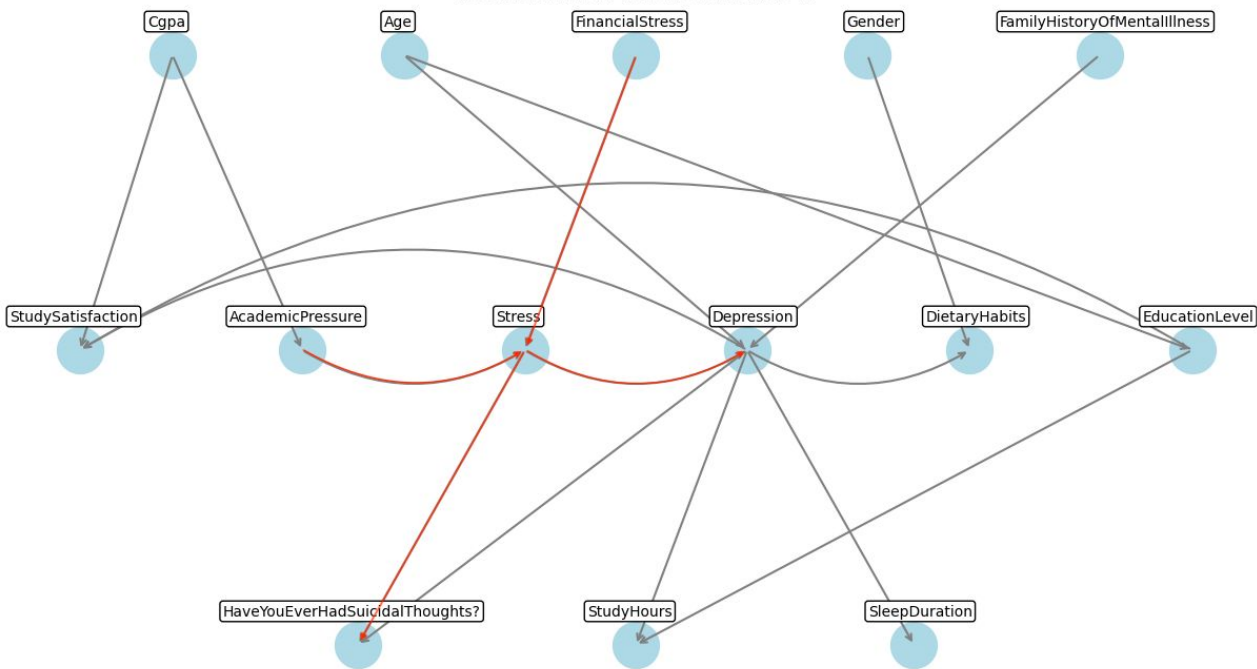 Cgpa
Age
FinancialStress
Gender
FamilyHistoryOfMentalIllness
StudySatisfaction
AcademicPressure
Stress
Depression
DietaryHabits
EducationLevel
HaveYouEverHadSuicidalThoughts?
StudyHours
SleepDuration